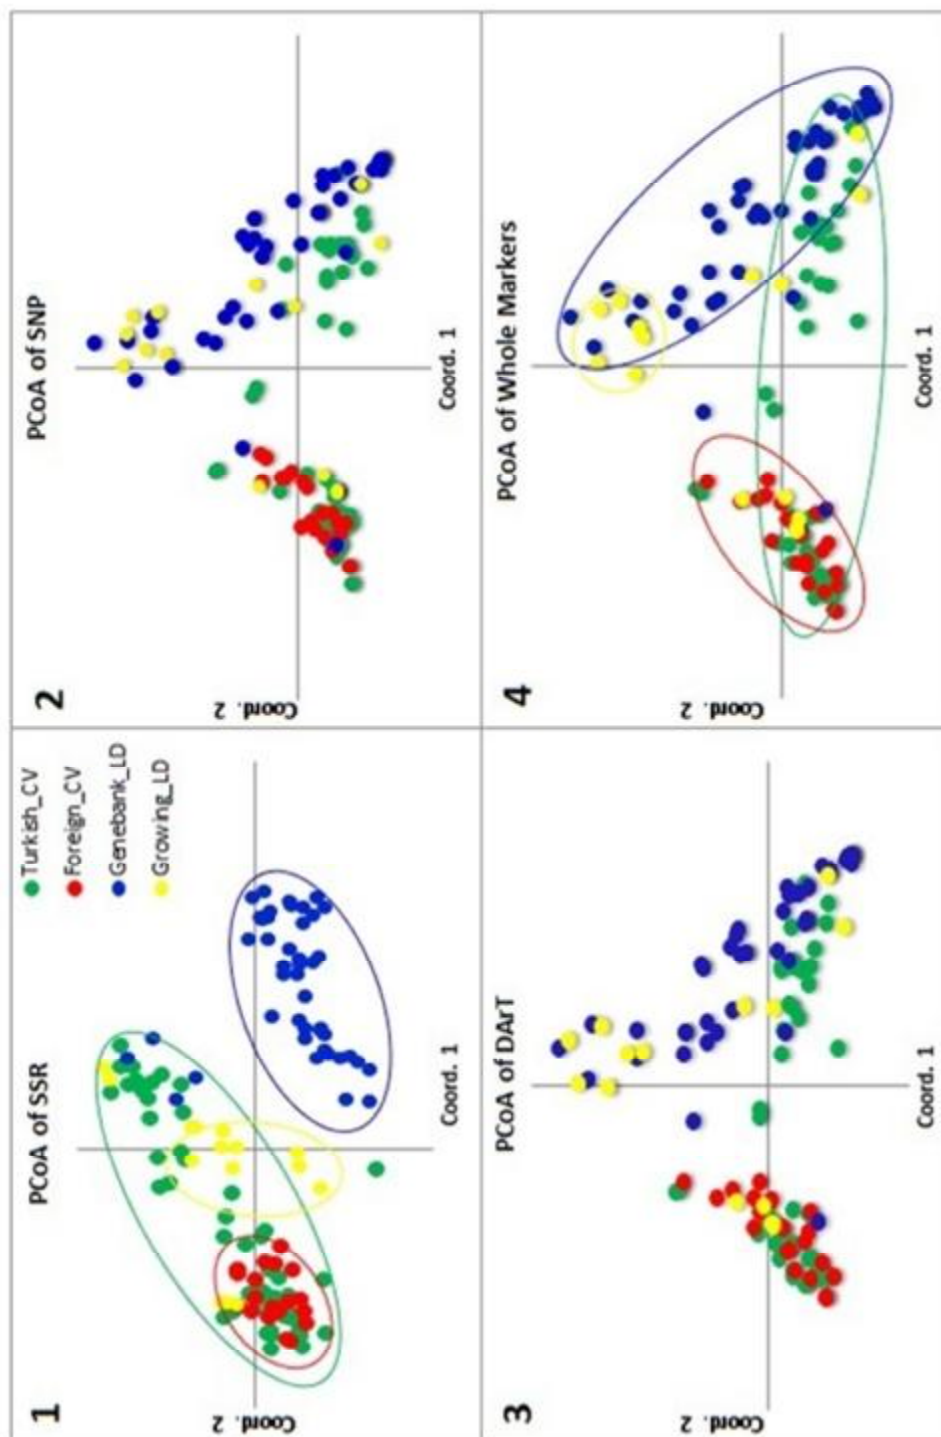 1
PCoA of SSR
Turkish_CV
Foreign_CV
Genebank_LD
Growing_LD
Coord. 2
Coord. 1
2
PCoA of SNP
Coord. 2
Coord. 1
3
PCoA of DArT
Coord. 2
Coord. 1
4
PCoA of Whole Markers
Coord. 2
Coord. 1